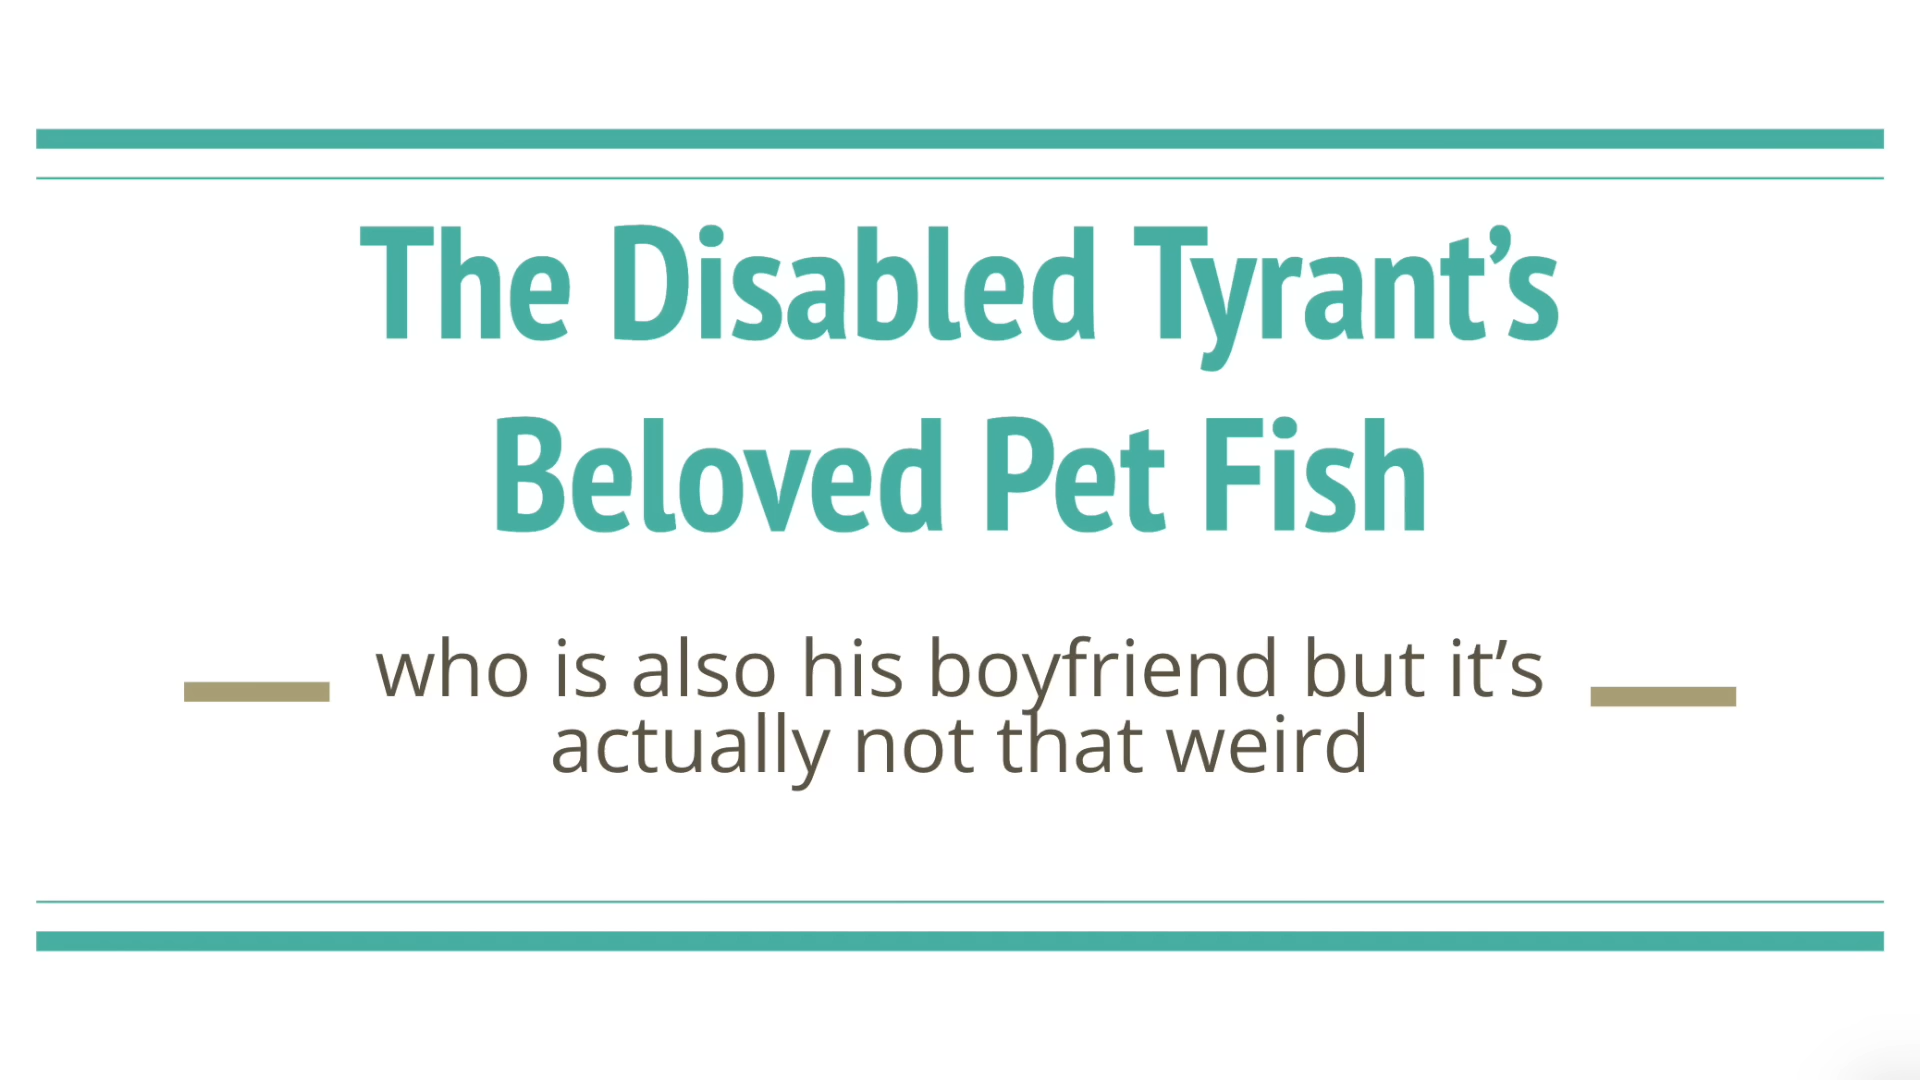 The Disabled Tyrant’s
Beloved Pet Fish
who is also his boyfriend but it’s
actually not that weird